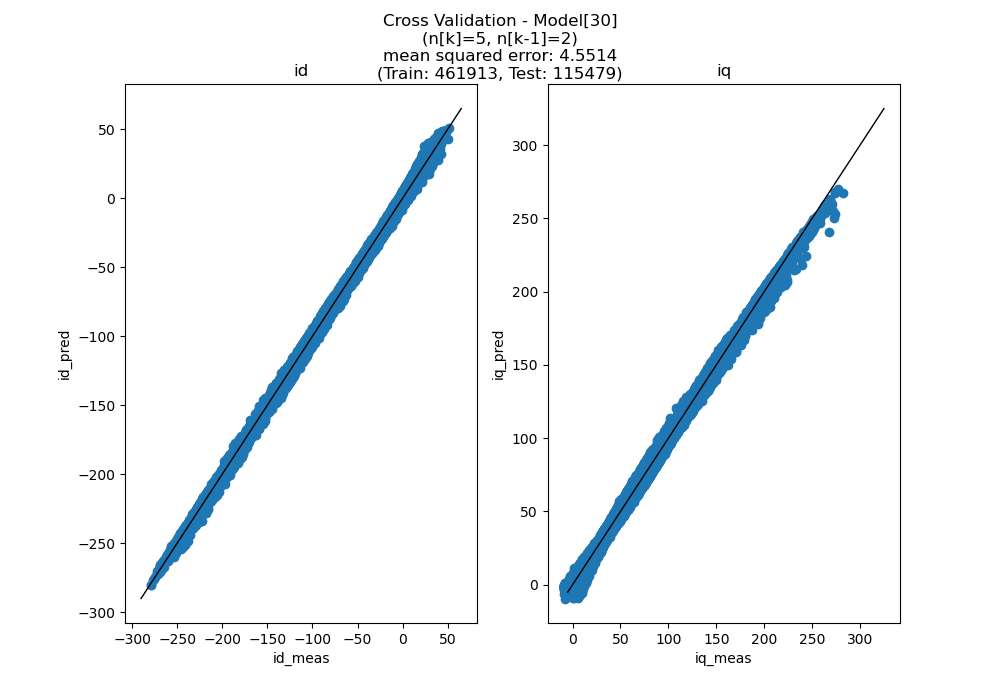 Cross Validation - Model[30]
(n[k]=5, n[k-1]=2)
mean squared error: 4.5514
(Train: 461913, Test: 115479)
id
iq
50
0
−50
−100
−150
−200
−250
−300
id_pred
−300 −250 −200 −150 −100 −50 0 50
id_meas
300
250
200
150
100
50
0
iq_pred
0 50 100 150 200 250 300
iq_meas